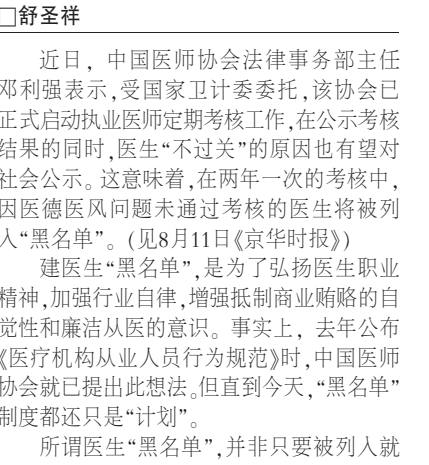 □舒圣祥
近日，中国医师协会法律事务部主任
邓利强表示,受国家卫计委委托,该协会已
正式启动执业医师定期考核工作,在公示考核
结果的同时,医生“不过关”的原因也有望对
社会公示。这意味着,在两年一次的考核中,
因医德医风问题未通过考核的医生将被列
入“黑名单”。(见8月11日《京华时报》)
建医生“黑名单”,是为了弘扬医生职业
精神,加强行业自律,增强抵制商业贿赂的自
觉性和廉洁从医的意识。事实上，去年公布
《医疗机构从业人员行为规范》时,中国医师
协会就已提出此想法。但直到今天,“黑名单”
制度都还只是“计划”。
所谓医生“黑名单”,并非只要被列入就